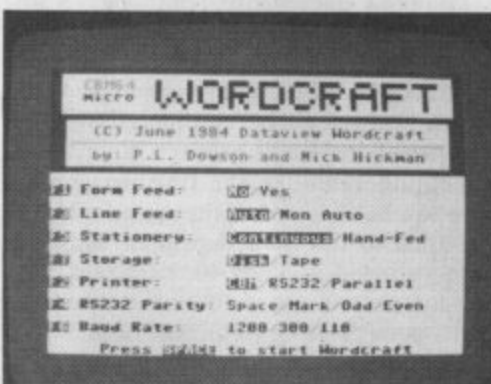 CBM64
micro WORDCRAFT
(C) June 1984 Dataview Wordcraft
by: P.L. Dowson and Mick Hickman
Form Feed: No/Yes
Line Feed: Auto/Non Auto
Stationery: Continuous/Hand-Fed
Storage: Disk/Tape
Printer: RS232/Parallel
RS232 Parity: Space/Mark/Odd/Even
Baud Rate: 1200/300/110
Press to start Wordcraft